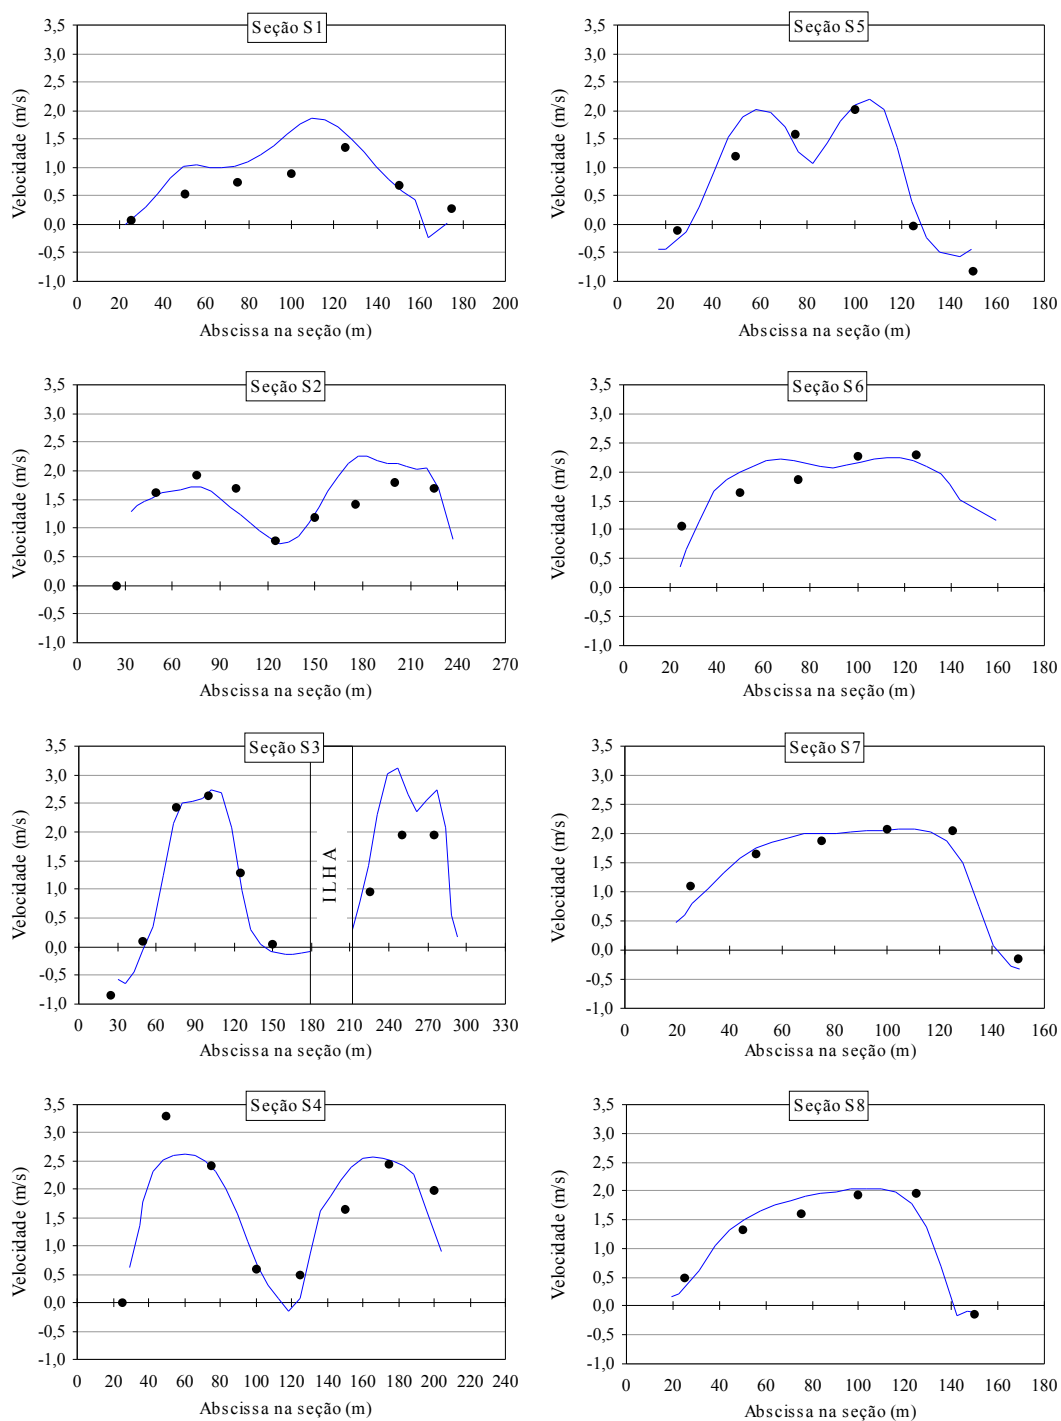 Seção S1
Velocidade (m/s)
3,5
3,0
2,5
2,0
1,5
1,0
0,5
0,0
-0,5
-1,0
0 20 40 60 80 100 120 140 160 180 200
Abscissa na seção (m)
Seção S5
Velocidade (m/s)
3,5
3,0
2,5
2,0
1,5
1,0
0,5
0,0
-0,5
-1,0
0 20 40 60 80 100 120 140 160 180
Abscissa na seção (m)
Seção S2
Velocidade (m/s)
3,5
3,0
2,5
2,0
1,5
1,0
0,5
0,0
-0,5
-1,0
0 30 60 90 120 150 180 210 240 270
Abscissa na seção (m)
Seção S6
Velocidade (m/s)
3,5
3,0
2,5
2,0
1,5
1,0
0,5
0,0
-0,5
-1,0
0 20 40 60 80 100 120 140 160 180
Abscissa na seção (m)
Seção S3
Velocidade (m/s)
3,5
3,0
2,5
2,0
1,5
1,0
0,5
0,0
-0,5
-1,0
ILHA
0 30 60 90 120 150 180 210 240 270 300 330
Abscissa na seção (m)
Seção S7
Velocidade (m/s)
3,5
3,0
2,5
2,0
1,5
1,0
0,5
0,0
-0,5
-1,0
0 20 40 60 80 100 120 140 160
Abscissa na seção (m)
Seção S4
Velocidade (m/s)
3,5
3,0
2,5
2,0
1,5
1,0
0,5
0,0
-0,5
-1,0
0 20 40 60 80 100 120 140 160 180 200 220 240
Abscissa na seção (m)
Seção S8
Velocidade (m/s)
3,5
3,0
2,5
2,0
1,5
1,0
0,5
0,0
-0,5
-1,0
0 20 40 60 80 100 120 140 160 180
Abscissa na seção (m)